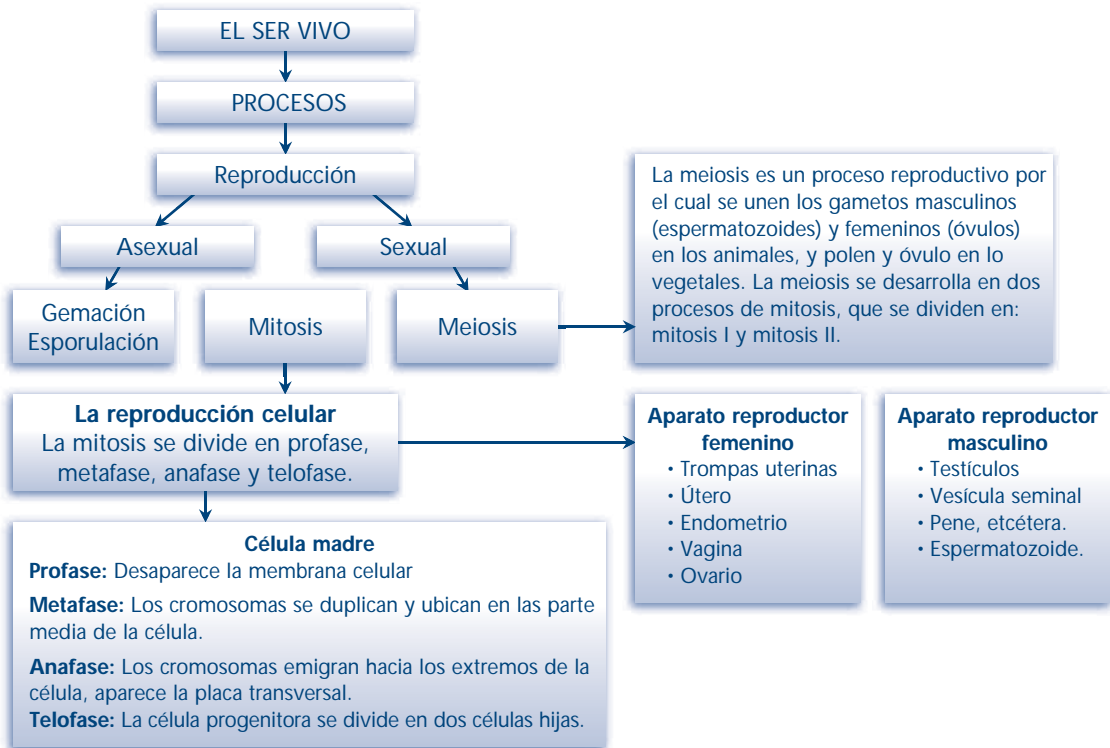 EL SER VIVO
PROCESOS
Reproducción
Asexual
Sexual
Gemación
Esporulación
Mitosis
Meiosis
La meiosis es un proceso reproductivo por
el cual se unen los gametos masculinos
(espermatozoides) y femeninos (óvulos)
en los animales, y polen y óvulo en lo
vegetales. La meiosis se desarrolla en dos
procesos de mitosis, que se dividen en:
mitosis I y mitosis II.
La reproducción celular
La mitosis se divide en profase,
metafase, anafase y telofase.
Aparato reproductor
femenino
• Trompas uterinas
• Útero
• Endometrio
• Vagina
• Ovario
Aparato reproductor
masculino
• Testículos
• Vesícula seminal
• Pene, etcétera.
• Espermatozoide.
Célula madre
Profase: Desaparece la membrana celular
Metafase: Los cromosomas se duplican y ubican en las parte
media de la célula.
Anafase: Los cromosomas emigran hacia los extremos de la
célula, aparece la placa transversal.
Telofase: La célula progenitora se divide en dos células hijas.